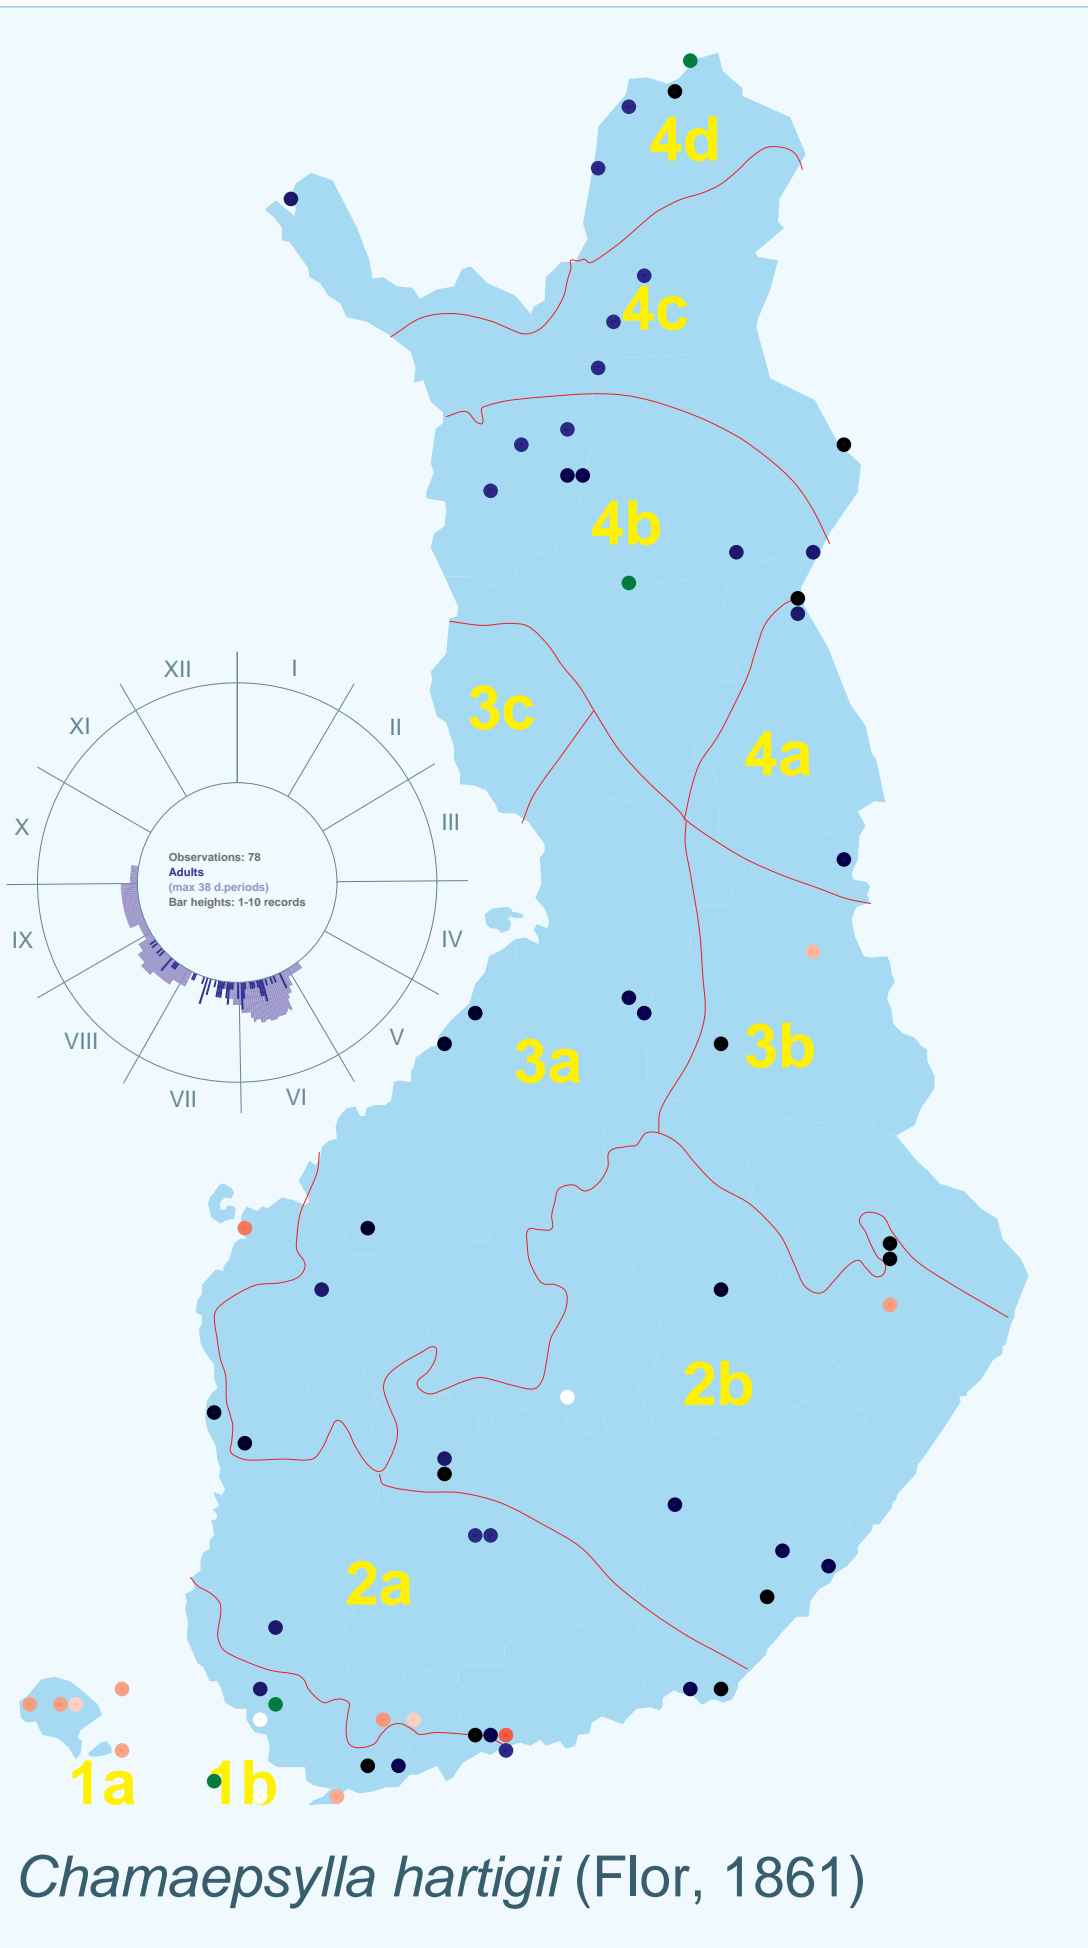 4d
4c
4b
3c
4a
XII
I
XI
II
X
III
Observations: 78
Adults
(max 38 d.periods)
Bar heights: 1-10 records
IX
IV
VIII
V
VII
VI
3a
3b
2b
2a
1a
1b
Chamaepsylla hartigii (Flor, 1861)